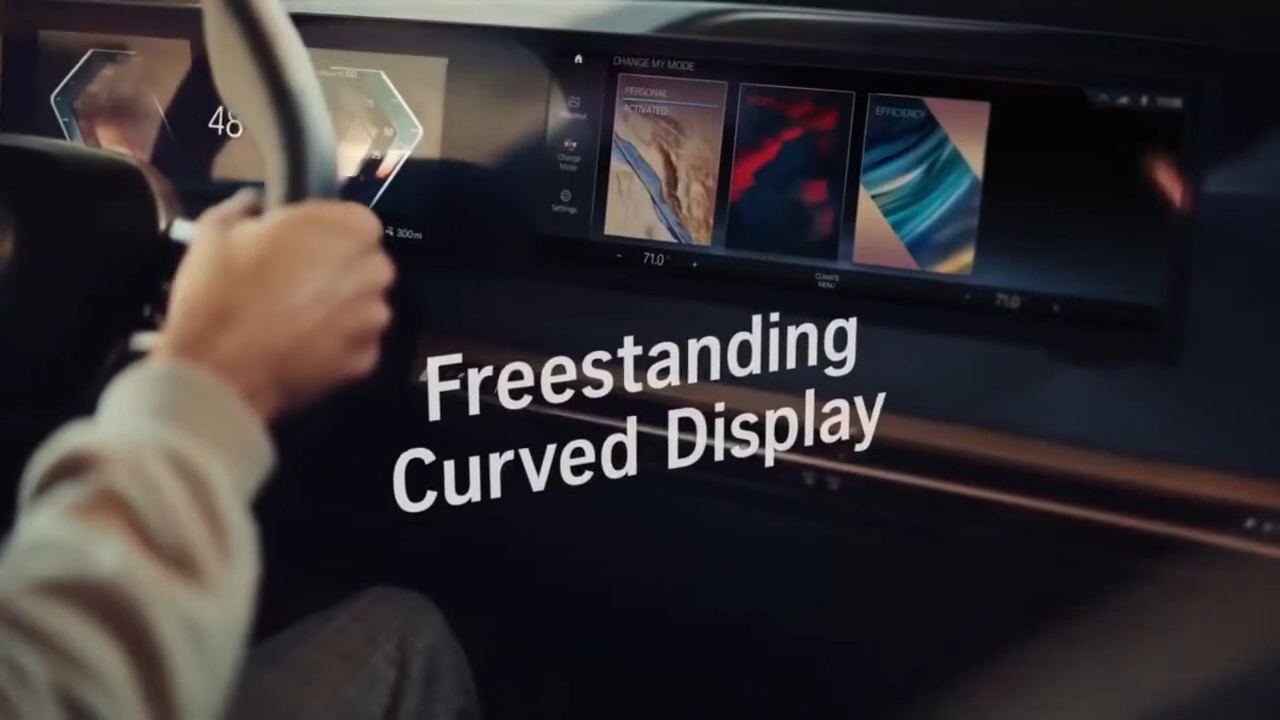 CHANGE MY MODE
PERSONAL
ACTIVATED
SPORT
EFFICIENCY
48
50
Change
Mode
Settings
300 mi
- 71.0 +
CLIMATE
MENU
- 71.0 +
Freestanding
Curved Display